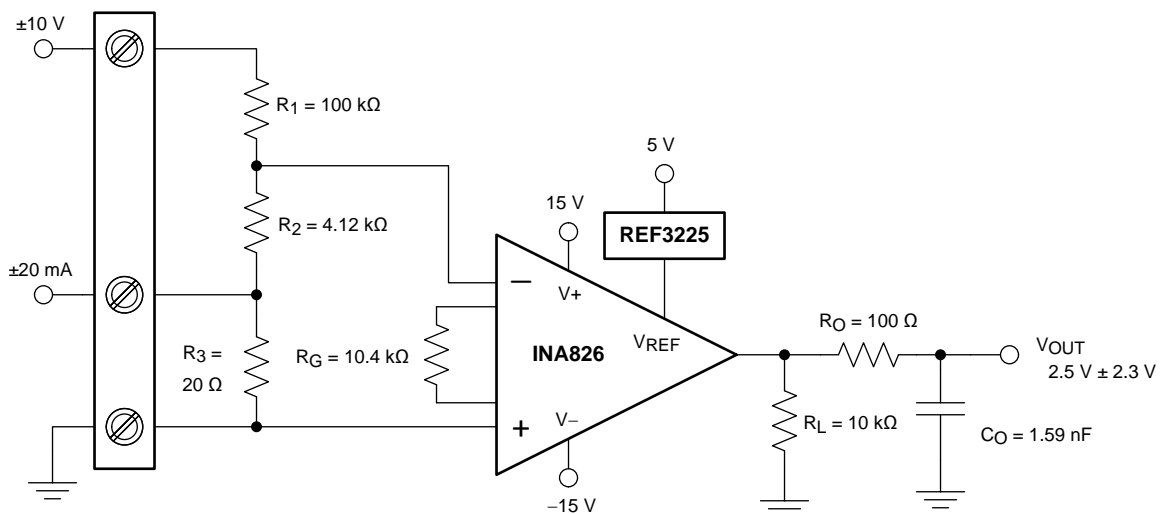 ±10 V
R1 = 100 kΩ
5 V
15 V
REF3225
R2 = 4.12 kΩ
±20 mA
−
V+
RO = 100 Ω
VREF
INA826
RG = 10.4 kΩ
R3 =
20 Ω
VOUT
2.5 V ± 2.3 V
+
V−
RL = 10 kΩ
CO = 1.59 nF
−15 V